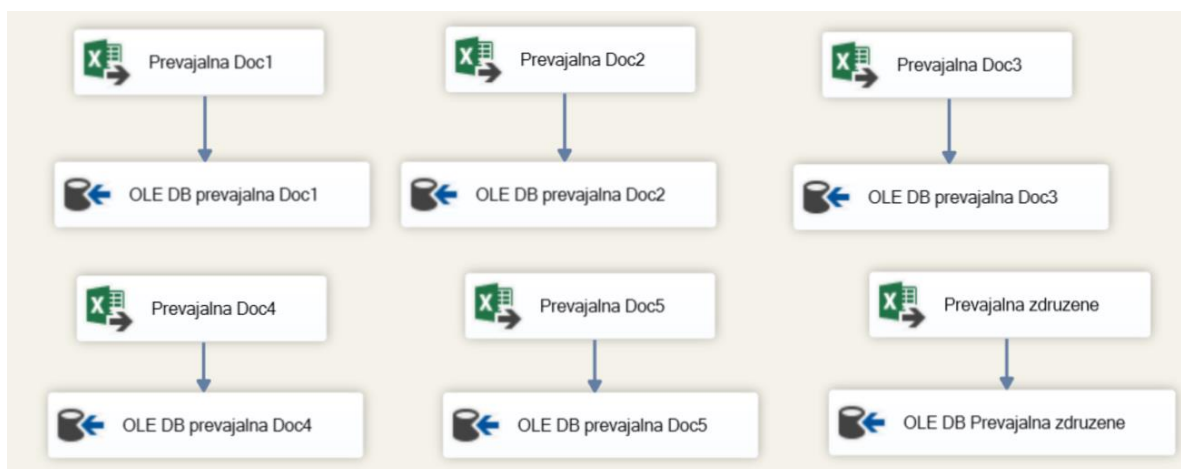 Prevajalna Doc1
Prevajalna Doc2
Prevajalna Doc3
OLE DB prevajalna Doc1
OLE DB prevajalna Doc2
OLE DB prevajalna Doc3
Prevajalna Doc4
Prevajalna Doc5
Prevajalna zdruzene
OLE DB prevajalna Doc4
OLE DB prevajalna Doc5
OLE DB Prevajalna zdruzene